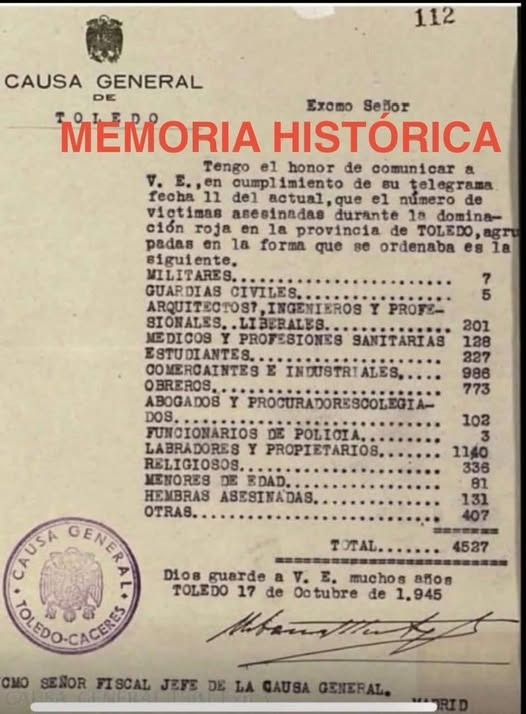 112
CAUSA GENERAL
DE
TOLEDO
Excmo Señor
MEMORIA HISTÓRICA
Tengo el honor de comunicar a
V. E.,en cumplimiento de su telegrama
fecha 11 del actual,que el número de
victimas asesinadas durante la domina-
ción roja en la provincia de TOLEDO,agru
padas en la forma que se ordenaba es la
siguiente.
MILITARES........................ 7
GUARDIAS CIVILES................. 5
ARQUITECTOS?,INGENIEROS Y PROFE-
SIONALES..LIBERALES.............. 201
MEDICOS Y PROFESIONES SANITARIAS 128
ESTUDIANTES...................... 227
COMERCAINTES E INDUSTRIALES,..... 986
OBREROS.......................... 773
ABOGADOS Y PROCURADORESCOLEGIA-
DOS.............................. 102
FUNCIONARIOS DE POLICIA.......... 3
LABRADORES Y PROPIETARIOS........ 1140
RELIGIOSOS....................... 336
MENORES DE EDAD.................. 81
HEMBRAS ASESINADAS............... 131
OTRAS............................ 407
TOTAL....... 4527
Dios guarde a V. E. muchos años
TOLEDO 17 de Octubre de 1.945
CAUSA GENERAL
TOLEDO-CACERES
CMO SEÑOR FISCAL JEFE DE LA CAUSA GENERAL.
MADRID